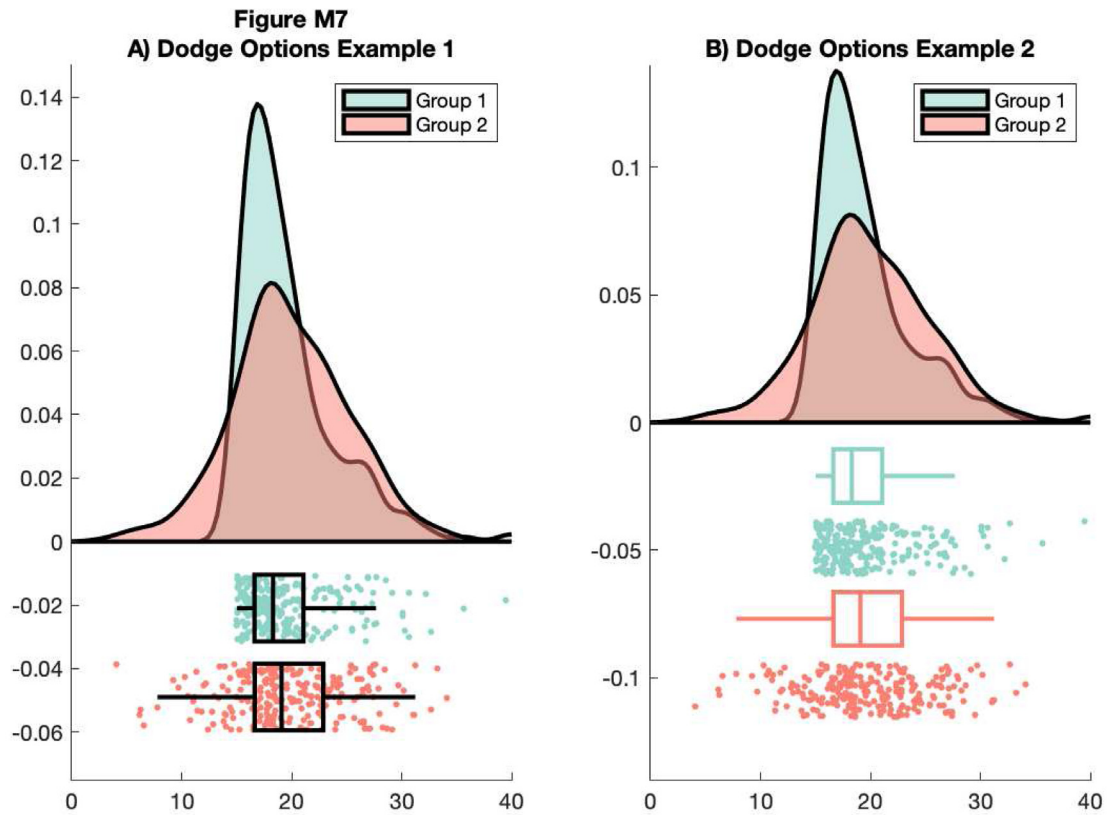 Figure M7
A) Dodge Options Example 1
Group 1
Group 2
0.14
0.12
0.1
0.08
0.06
0.04
0.02
0
-0.02
-0.04
-0.06
0 10 20 30 40
B) Dodge Options Example 2
Group 1
Group 2
0.1
0.05
0
-0.05
-0.1
0 10 20 30 40